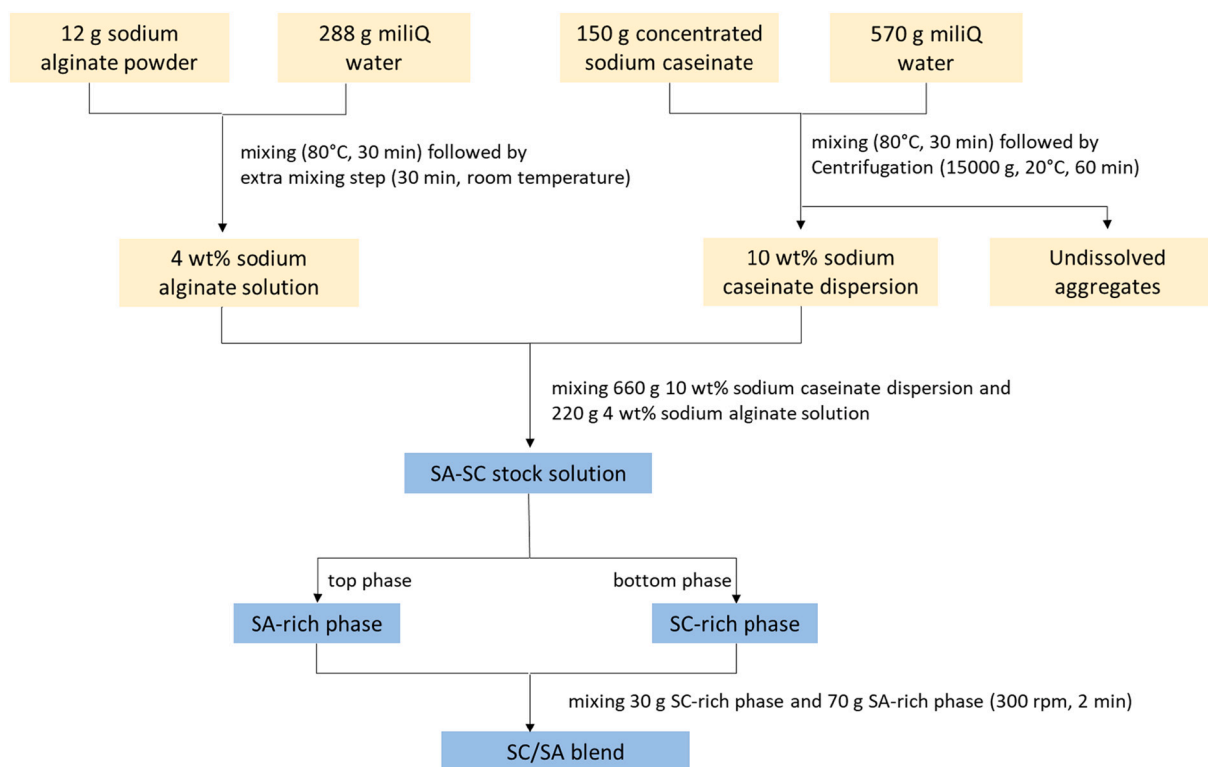 12 g sodium
alginate powder
288 g miliQ
water
150 g concentrated
sodium caseinate
570 g miliQ
water
mixing (80°C, 30 min) followed by
extra mixing step (30 min, room temperature)
mixing (80°C, 30 min) followed by
Centrifugation (15000 g, 20°C, 60 min)
4 wt% sodium
alginate solution
10 wt% sodium
caseinate dispersion
Undissolved
aggregates
mixing 660 g 10 wt% sodium caseinate dispersion and
220 g 4 wt% sodium alginate solution
SA-SC stock solution
top phase
bottom phase
SA-rich phase
SC-rich phase
mixing 30 g SC-rich phase and 70 g SA-rich phase (300 rpm, 2 min)
SC/SA blend